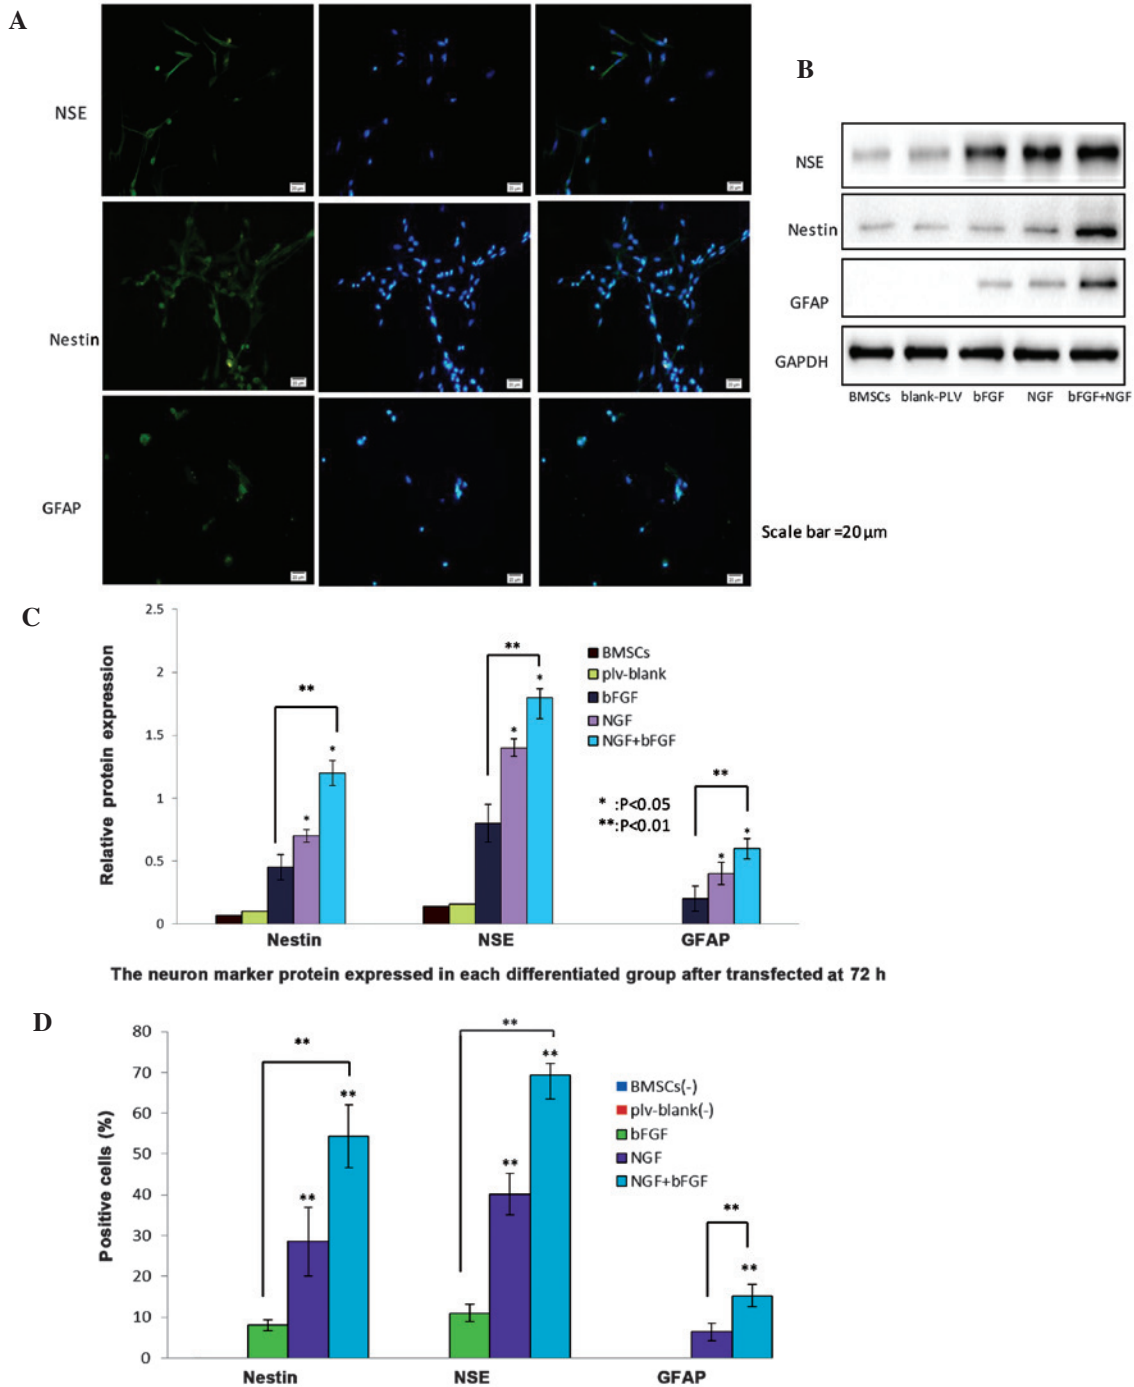 A
NSE
Nestin
GFAP
Scale bar =20 µm
B
NSE
Nestin
GFAP
GAPDH
BMSCs blank-PLV bFGF NGF bFGF+NGF
C
Relative protein expression
2.5
2
1.5
1
0.5
0
**
*
*
**
*
*
**
*
*
BMSCs
plv-blank
bFGF
NGF
NGF+bFGF
* :P<0.05
**:P<0.01
Nestin NSE GFAP
The neuron marker protein expressed in each differentiated group after transfected at 72 h
D
Positive cells (%)
80
70
60
50
40
30
20
10
0
**
**
**
**
**
**
**
**
BMSCs(-)
plv-blank(-)
bFGF
NGF
NGF+bFGF
Nestin NSE GFAP